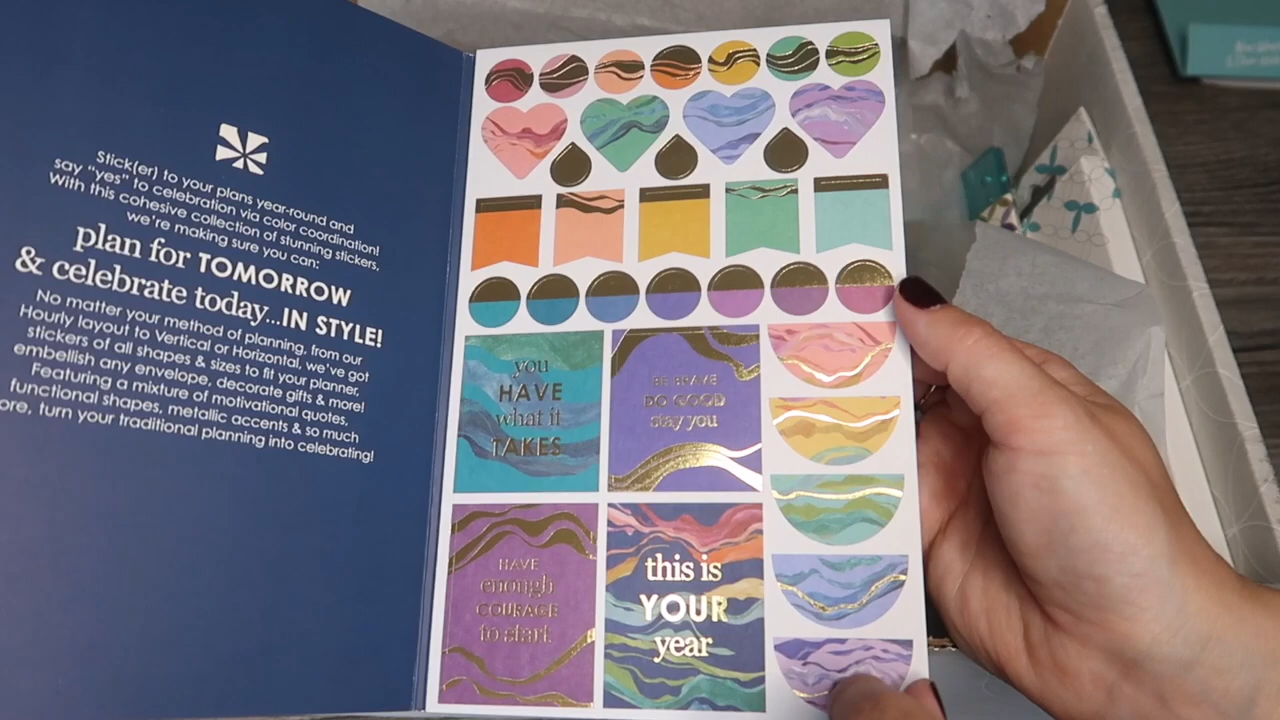 Stick(er) to your plans year-round and
say "yes" to celebration via color coordination!
With this cohesive collection of stunning stickers,
we're making sure you can:
plan for TOMORROW
& celebrate today...IN STYLE!
No matter your method of planning, from our
Hourly layout to Vertical or Horizontal, we've got
stickers of all shapes & sizes to fit your planner,
embellish any envelope, decorate gifts & more!
Featuring a mixture of motivational quotes,
functional shapes, metallic accents & so much
ore, turn your traditional planning into celebrating!
you
HAVE
what it
TAKES
BE BRAVE
DO GOOD
stay you
HAVE
enough
COURAGE
to start
this is
YOUR
year